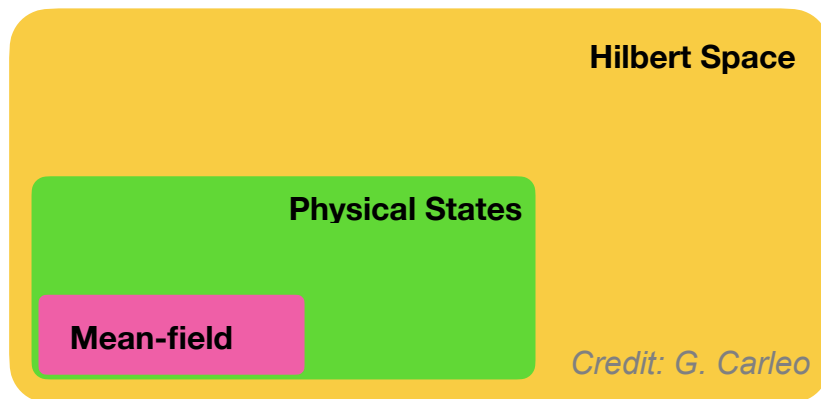 Hilbert Space
Physical States
Mean-field
Credit: G. Carleo